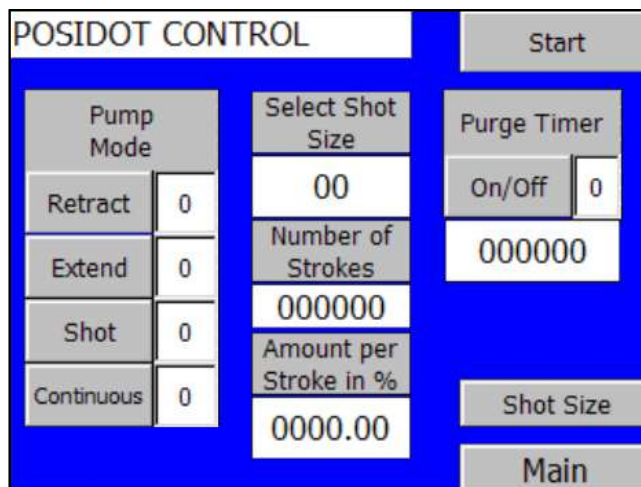 POSIDOT CONTROL
Start
Pump
Mode
Retract 0
Extend 0
Shot 0
Continuous 0
Select Shot
Size
00
Number of
Strokes
000000
Amount per
Stroke in %
0000.00
Purge Timer
On/Off 0
000000
Shot Size
Main